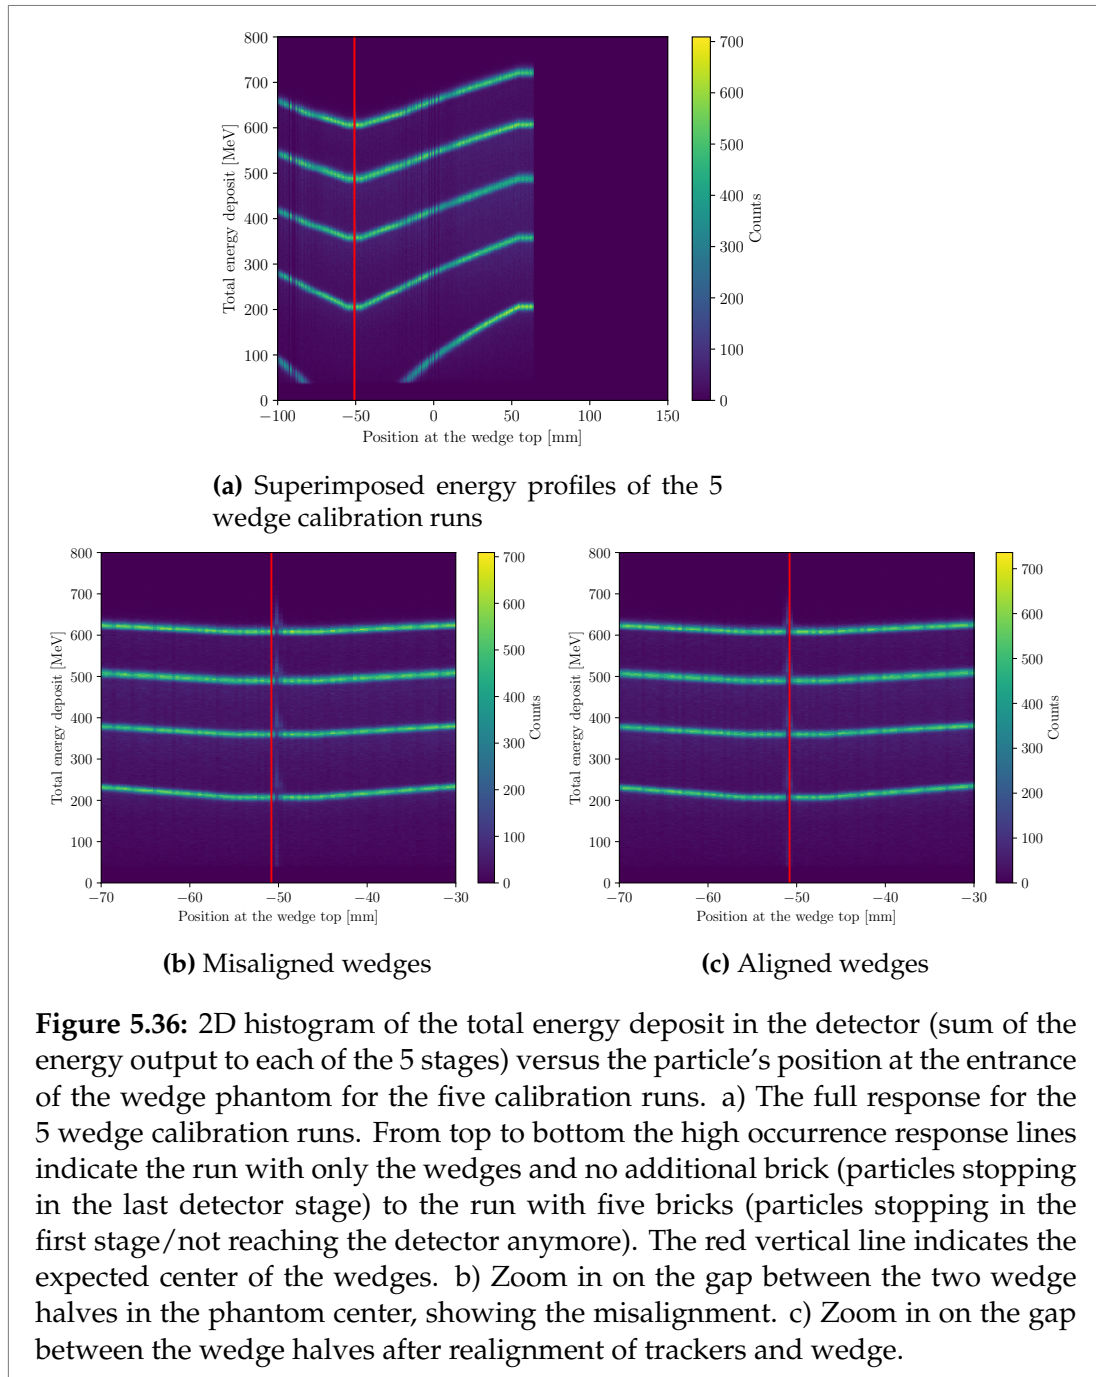 800
700
600
500
400
300
200
100
0
Total energy deposit [MeV]
−100
−50
0
50
100
150
Position at the wedge top [mm]
700
600
500
400
300
200
100
0
Counts
(a) Superimposed energy profiles of the 5
wedge calibration runs
800
700
600
500
400
300
200
100
0
Total energy deposit [MeV]
−70
−60
−50
−40
−30
Position at the wedge top [mm]
700
600
500
400
300
200
100
0
Counts
(b) Misaligned wedges
800
700
600
500
400
300
200
100
0
Total energy deposit [MeV]
−70
−60
−50
−40
−30
Position at the wedge top [mm]
700
600
500
400
300
200
100
0
Counts
(c) Aligned wedges
Figure 5.36: 2D histogram of the total energy deposit in the detector (sum of the
energy output to each of the 5 stages) versus the particle’s position at the entrance
of the wedge phantom for the five calibration runs. a) The full response for the
5 wedge calibration runs. From top to bottom the high occurrence response lines
indicate the run with only the wedges and no additional brick (particles stopping
in the last detector stage) to the run with five bricks (particles stopping in the
first stage/not reaching the detector anymore). The red vertical line indicates the
expected center of the wedges. b) Zoom in on the gap between the two wedge
halves in the phantom center, showing the misalignment. c) Zoom in on the gap
between the wedge halves after realignment of trackers and wedge.